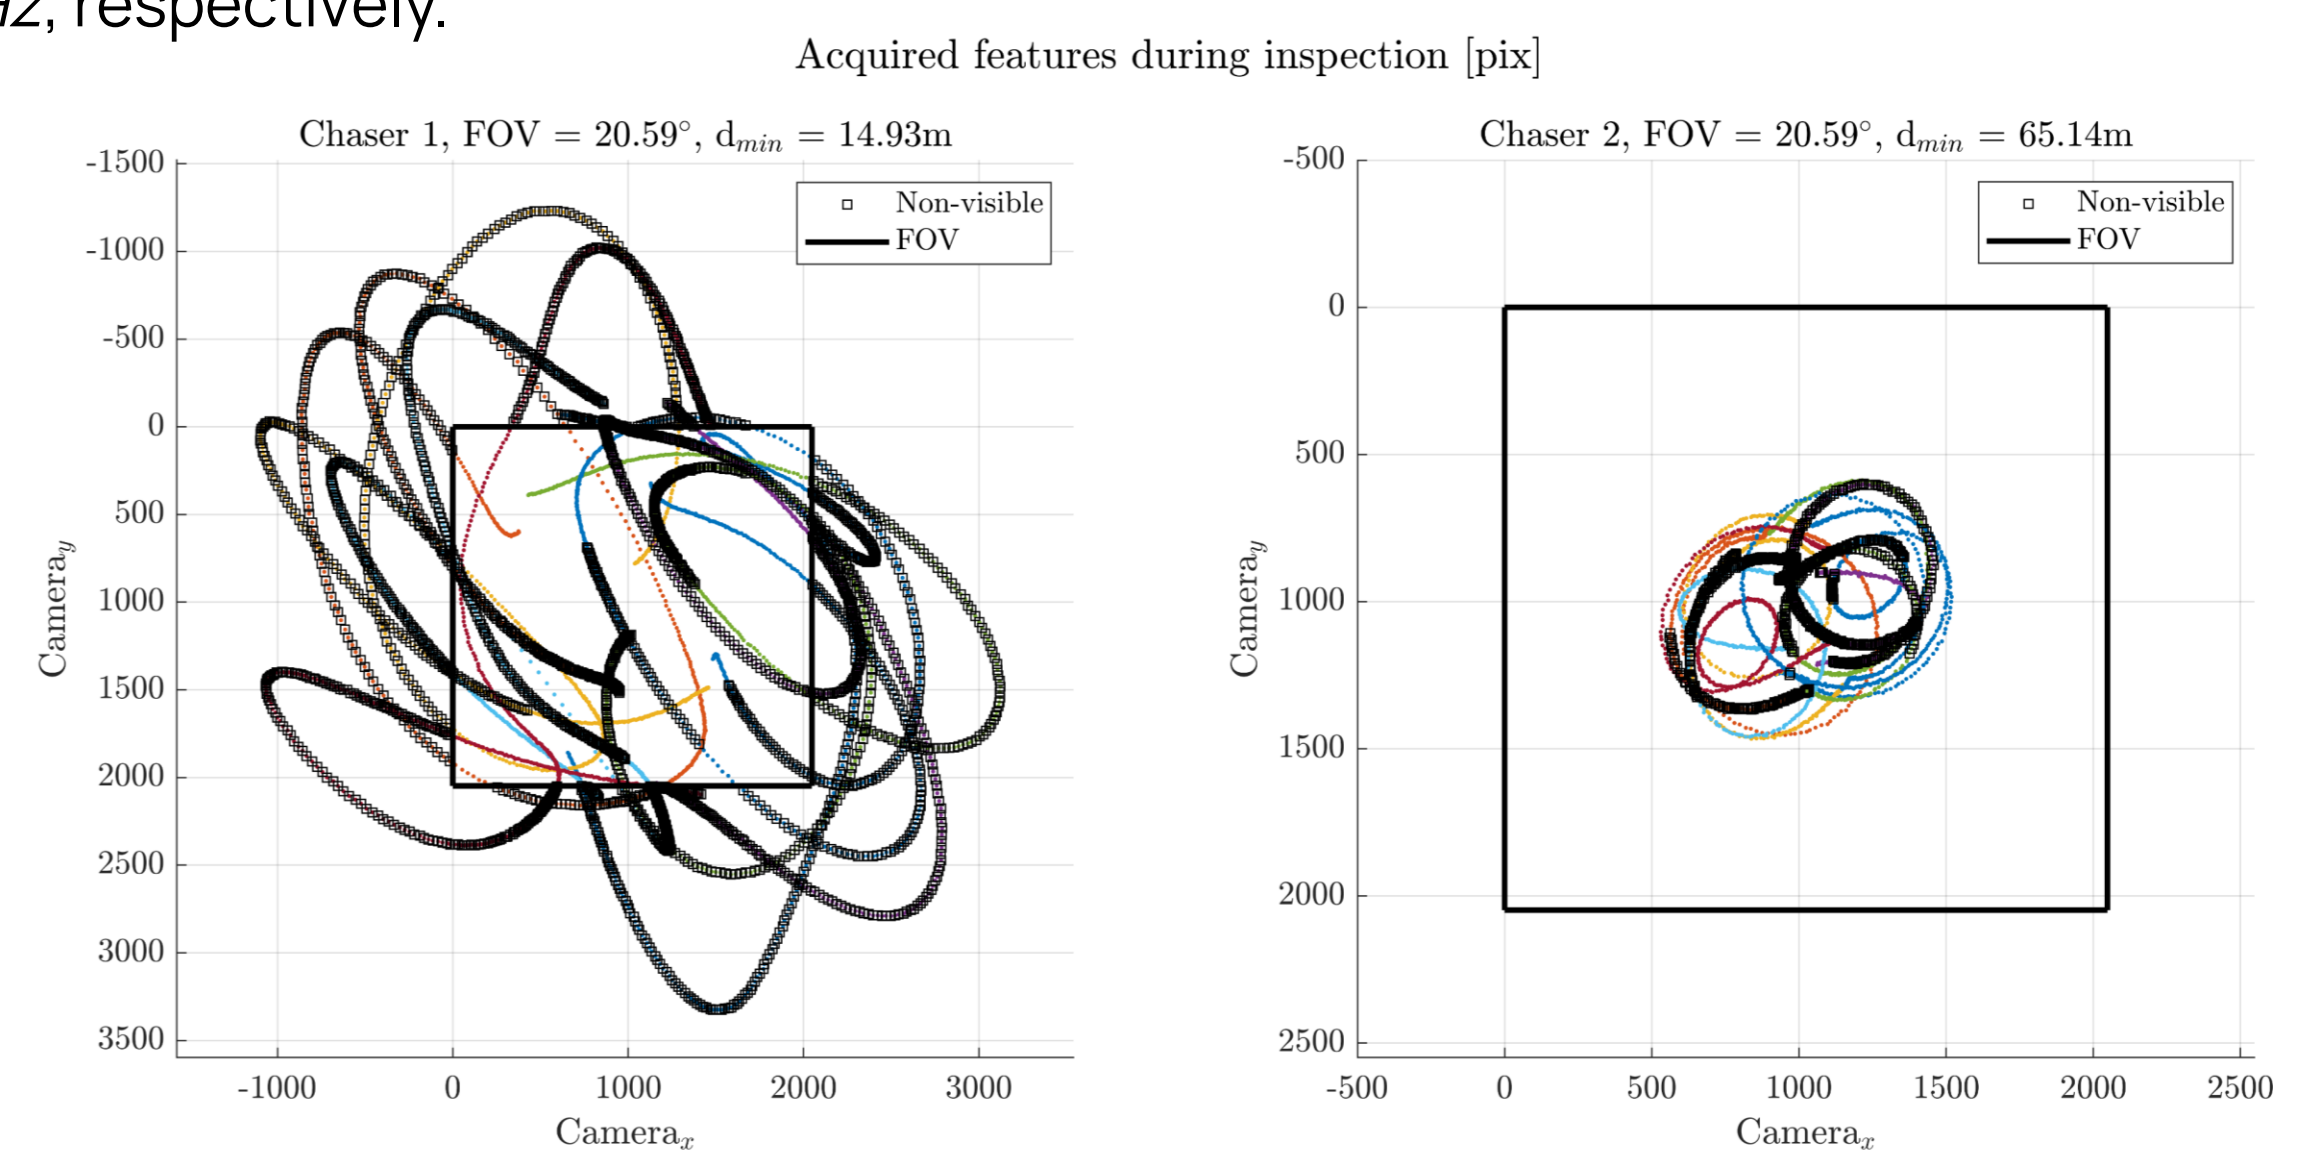 Hz, respectively.
Acquired features during inspection [pix]
Chaser 1, FOV = 20.59°, d_min = 14.93m
Non-visible
FOV
-1500
-1000
-500
0
500
1000
1500
2000
2500
3000
3500
Camera_y
-1000
0
1000
2000
3000
Camera_x
Chaser 2, FOV = 20.59°, d_min = 65.14m
Non-visible
FOV
-500
0
500
1000
1500
2000
2500
Camera_y
-500
0
500
1000
1500
2000
2500
Camera_x